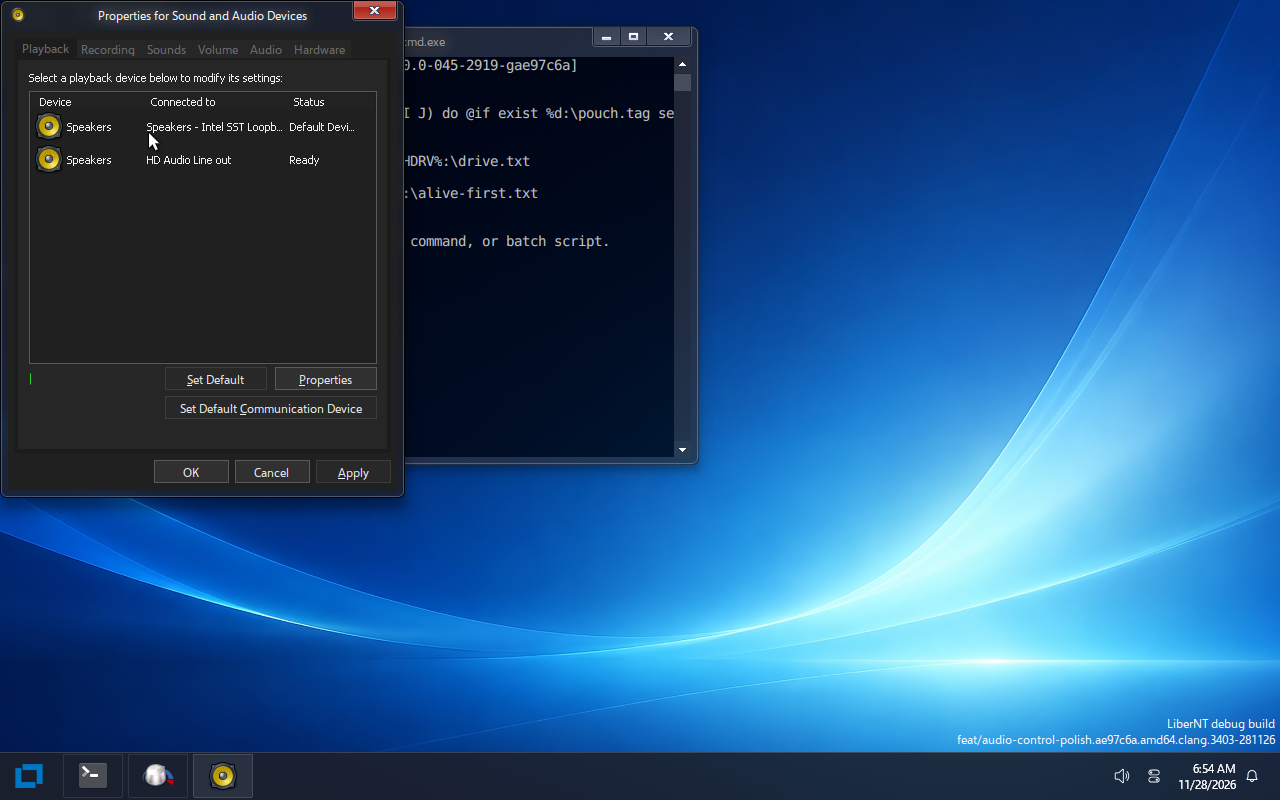 Properties for Sound and Audio Devices
Playback Recording Sounds Volume Audio Hardware
Select a playback device below to modify its settings:
Device Connected to Status
Speakers Speakers - Intel SST Loopb... Default Devi...
Speakers HD Audio Line out Ready
Set Default Properties
Set Default Communication Device
OK Cancel Apply
cmd.exe
0.0-045-2919-gae97c6a]
I J) do @if exist %d:\pouch.tag se
HDRV%:\drive.txt
:\alive-first.txt
command, or batch script.
LiberNT debug build
feat/audio-control-polish.ae97c6a.amd64.clang.3403-281126
6:54 AM
11/28/2026